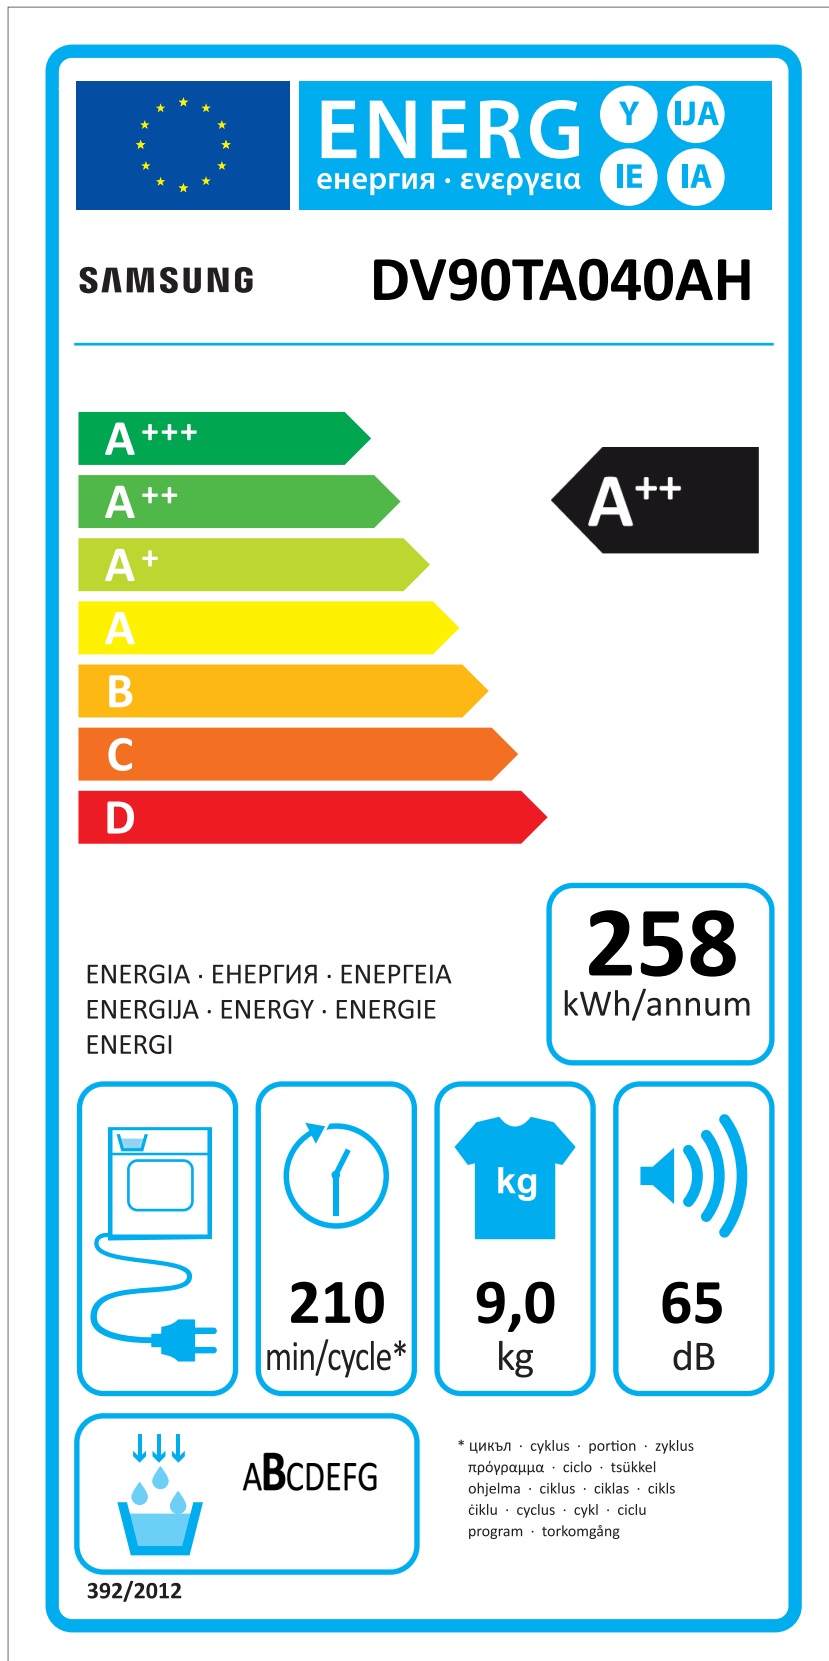 ENERG
Y IJA
IE IA
енергия · ενεργεια
SAMSUNG DV90TA040AH
A+++
A++
A++
A+
A
B
C
D
258
kWh/annum
ENERGIA · ЕНЕРГИЯ · ΕΝΕΡΓΕΙΑ
ENERGIJA · ENERGY · ENERGIE
ENERGI
kg
210
min/cycle*
9,0
kg
65
dB
ABCDEFG
* цикъл · cyklus · portion · zyklus
πρόγραμμα · ciclo · tsükkel
ohjelma · ciklus · ciklas · cikls
ċiklu · cyclus · cykl · ciclu
program · torkomgång
392/2012